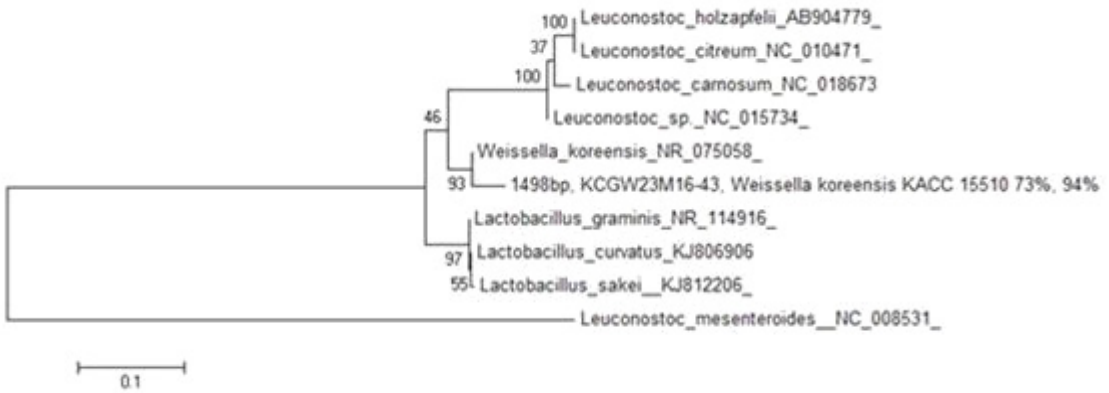 100 Leuconostoc_holzapfelii_AB904779_
37 Leuconostoc_citreum_NC_010471_
100 Leuconostoc_carnosum_NC_018673
Leuconostoc_sp._NC_015734_
46
Weissella_koreensis_NR_075058_
93 1498bp, KCGW23M16-43, Weissella koreensis KACC 15510 73%, 94%
Lactobacillus_graminis_NR_114916_
97 Lactobacillus_curvatus_KJ806906
55 Lactobacillus_sakei__KJ812206_
Leuconostoc_mesenteroides__NC_008531_
0.1